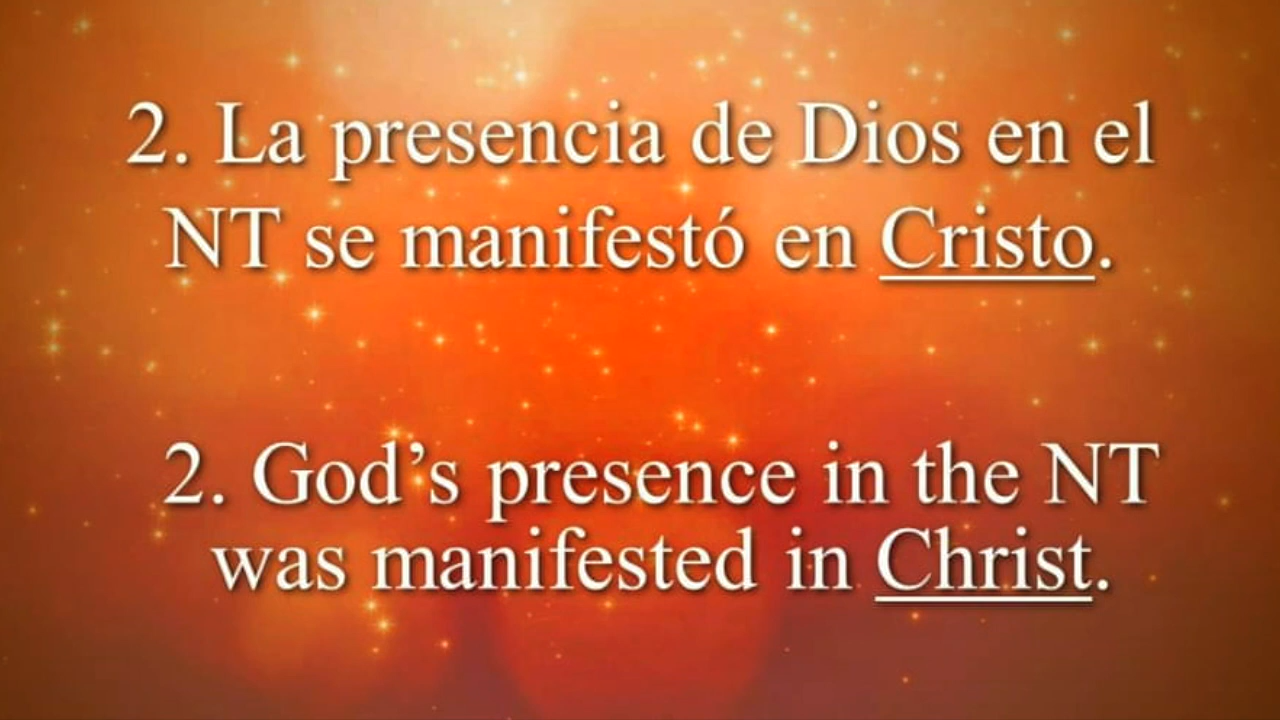 2. La presencia de Dios en el
NT se manifestó en Cristo.
2. God’s presence in the NT
was manifested in Christ.